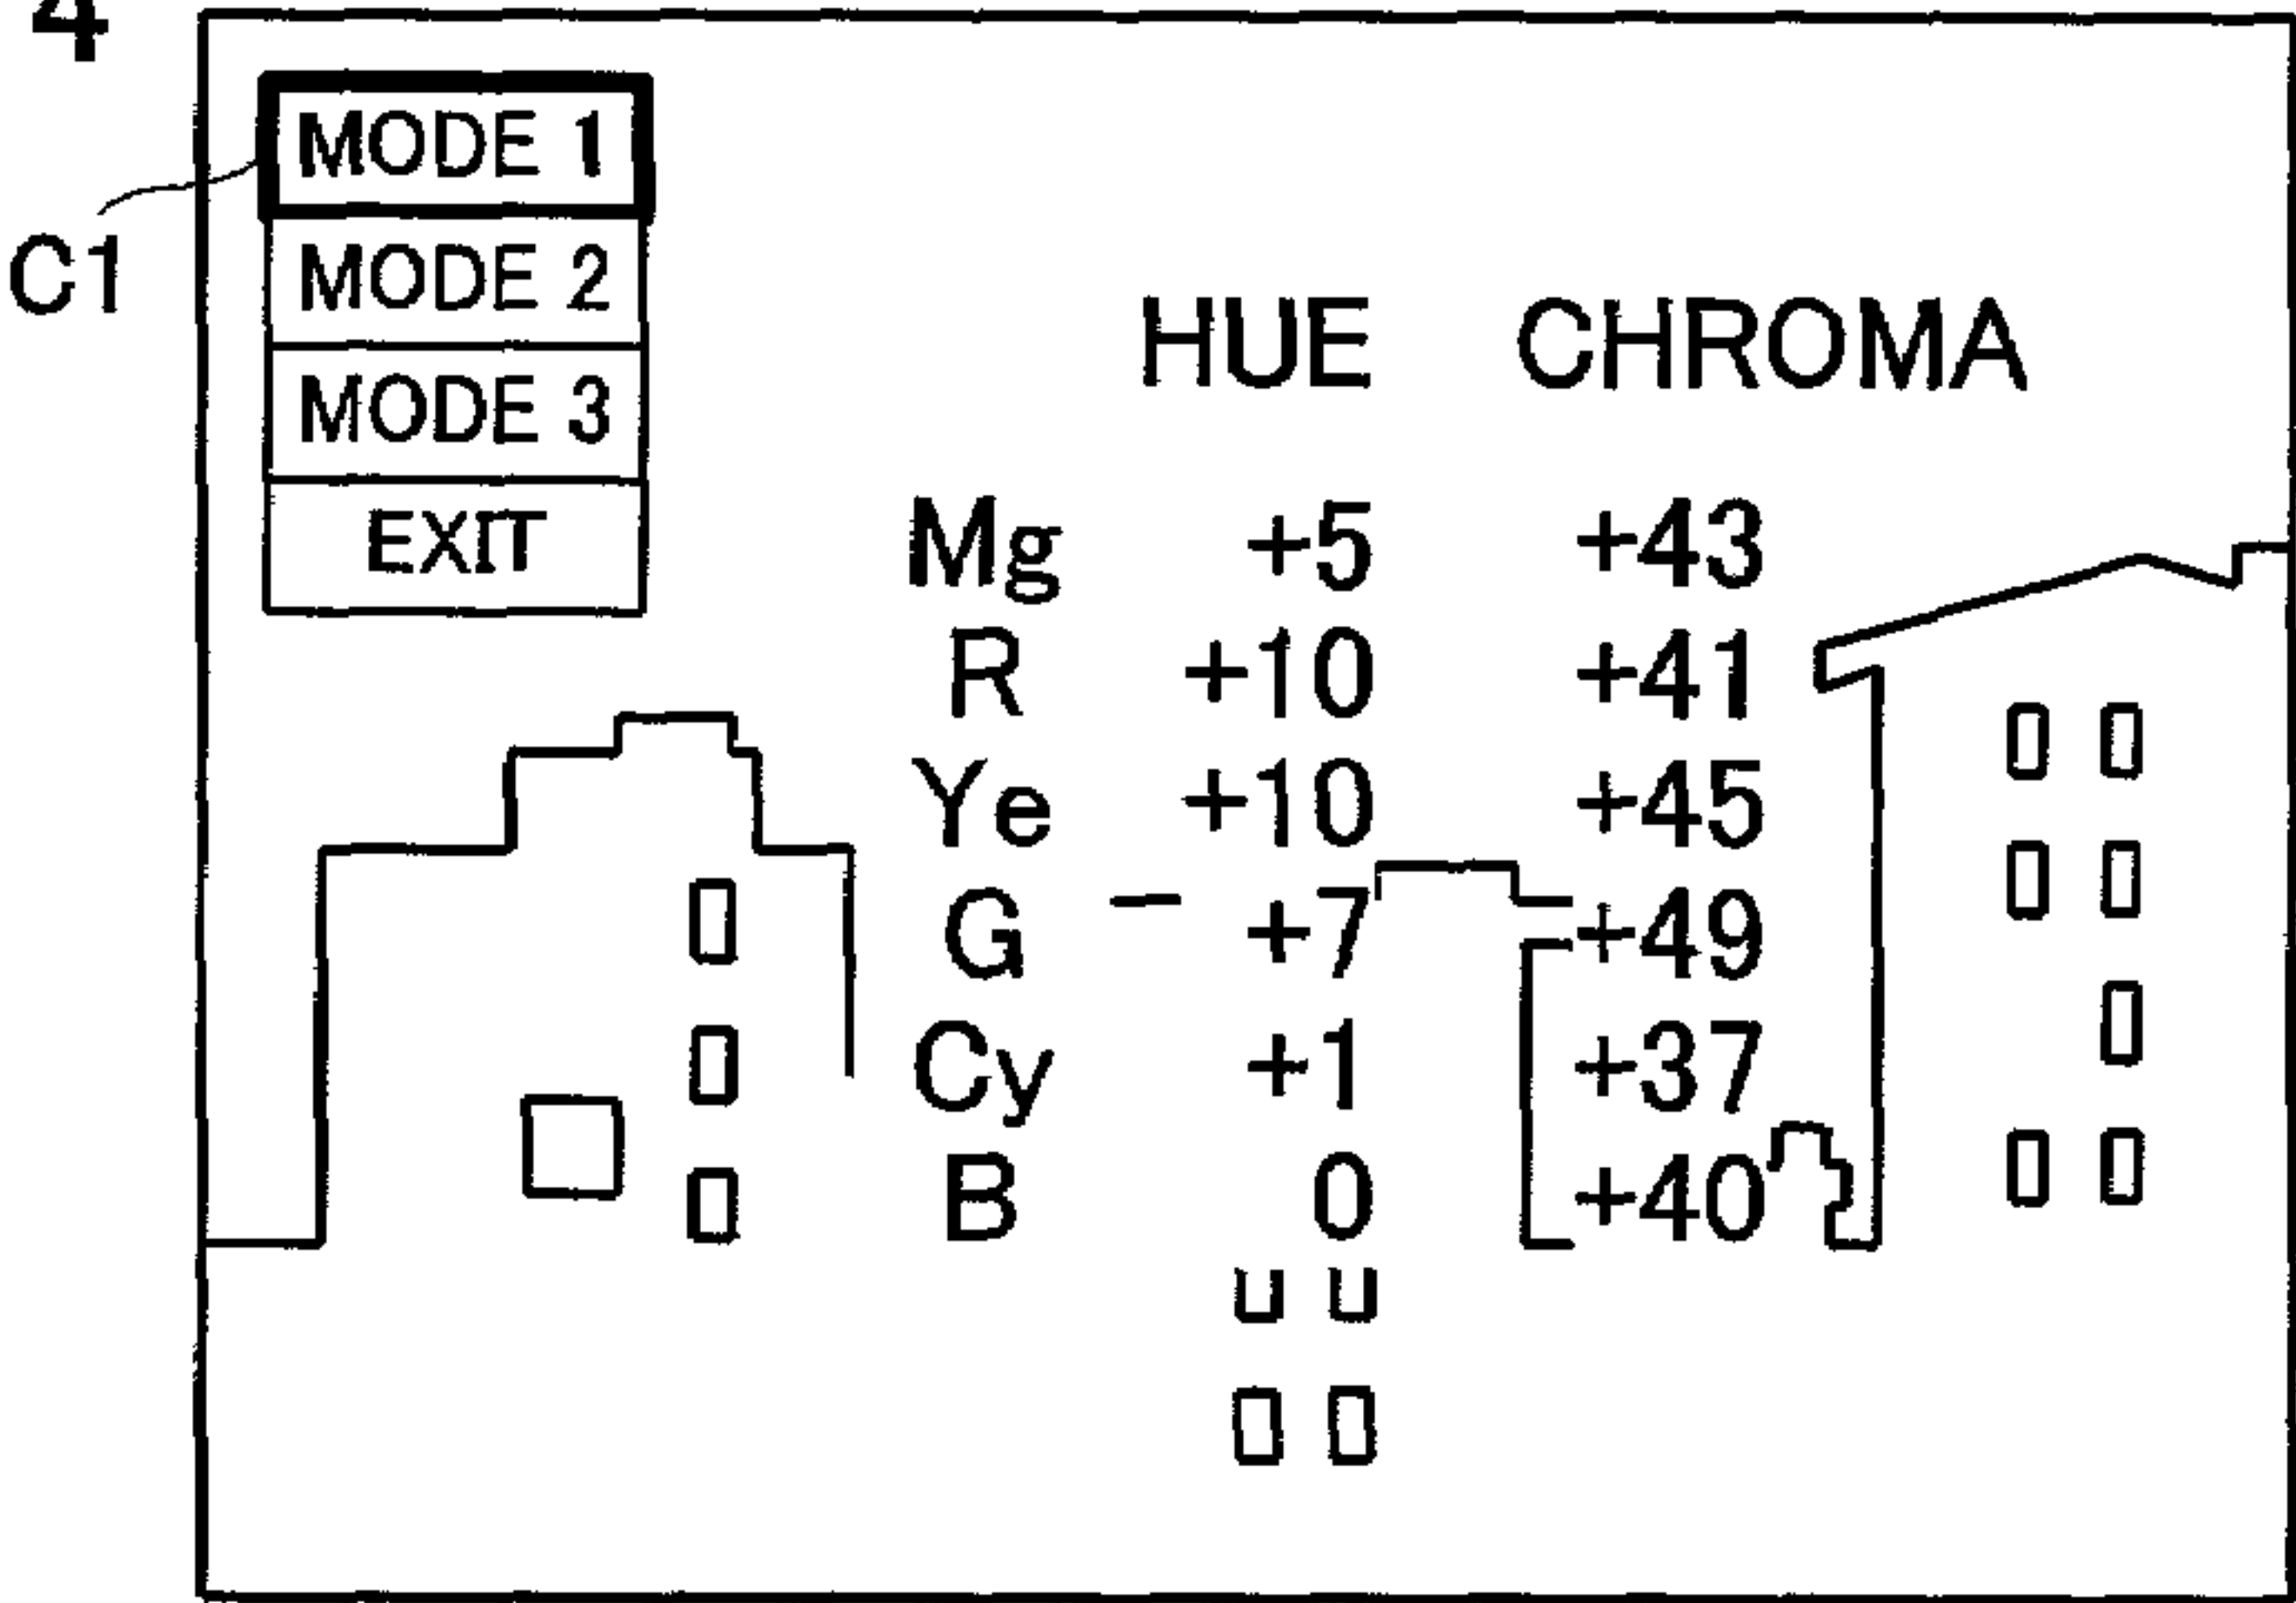 4
MODE 1
C1
MODE 2
MODE 3
EXIT
HUE CHROMA
Mg +5 +43
R +10 +41
Ye +10 +45
G +7 +49
Cy +1 +37
B 0 +40